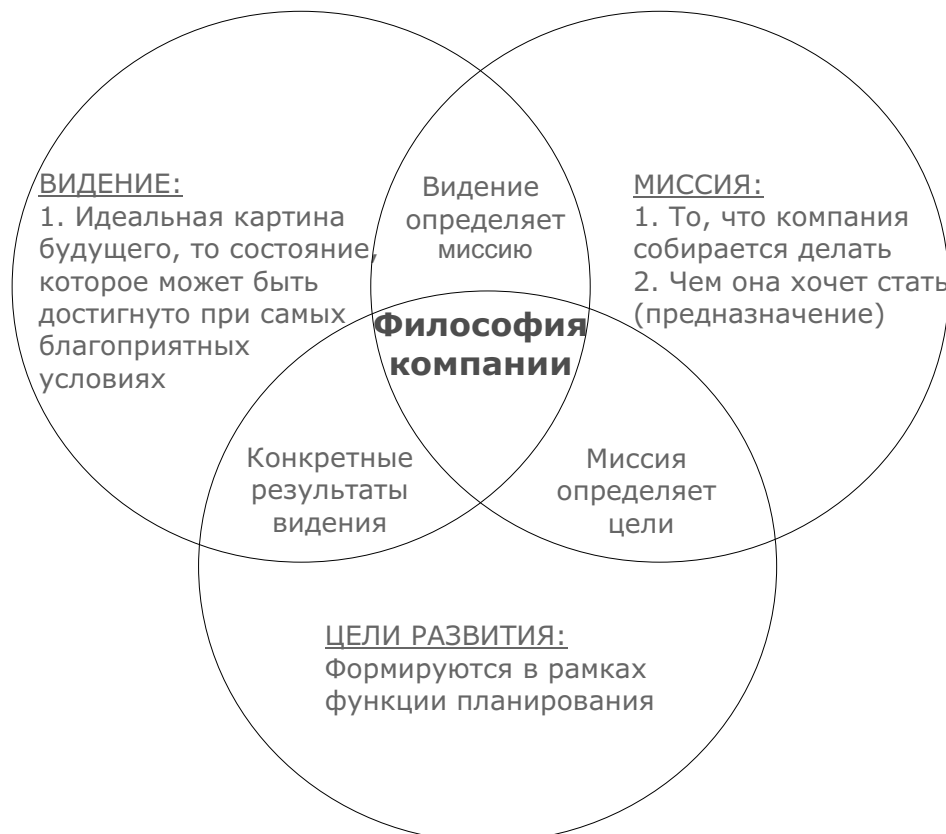 ВИДЕНИЕ:
1. Идеальная картина
будущего, то состояние,
которое может быть
достигнуто при самых
благоприятных
условиях
Видение
определяет
миссию
МИССИЯ:
1. То, что компания
собирается делать
2. Чем она хочет стать
(предназначение)
Философия
компании
Конкретные
результаты
видения
Миссия
определяет
цели
ЦЕЛИ РАЗВИТИЯ:
Формируются в рамках
функции планирования